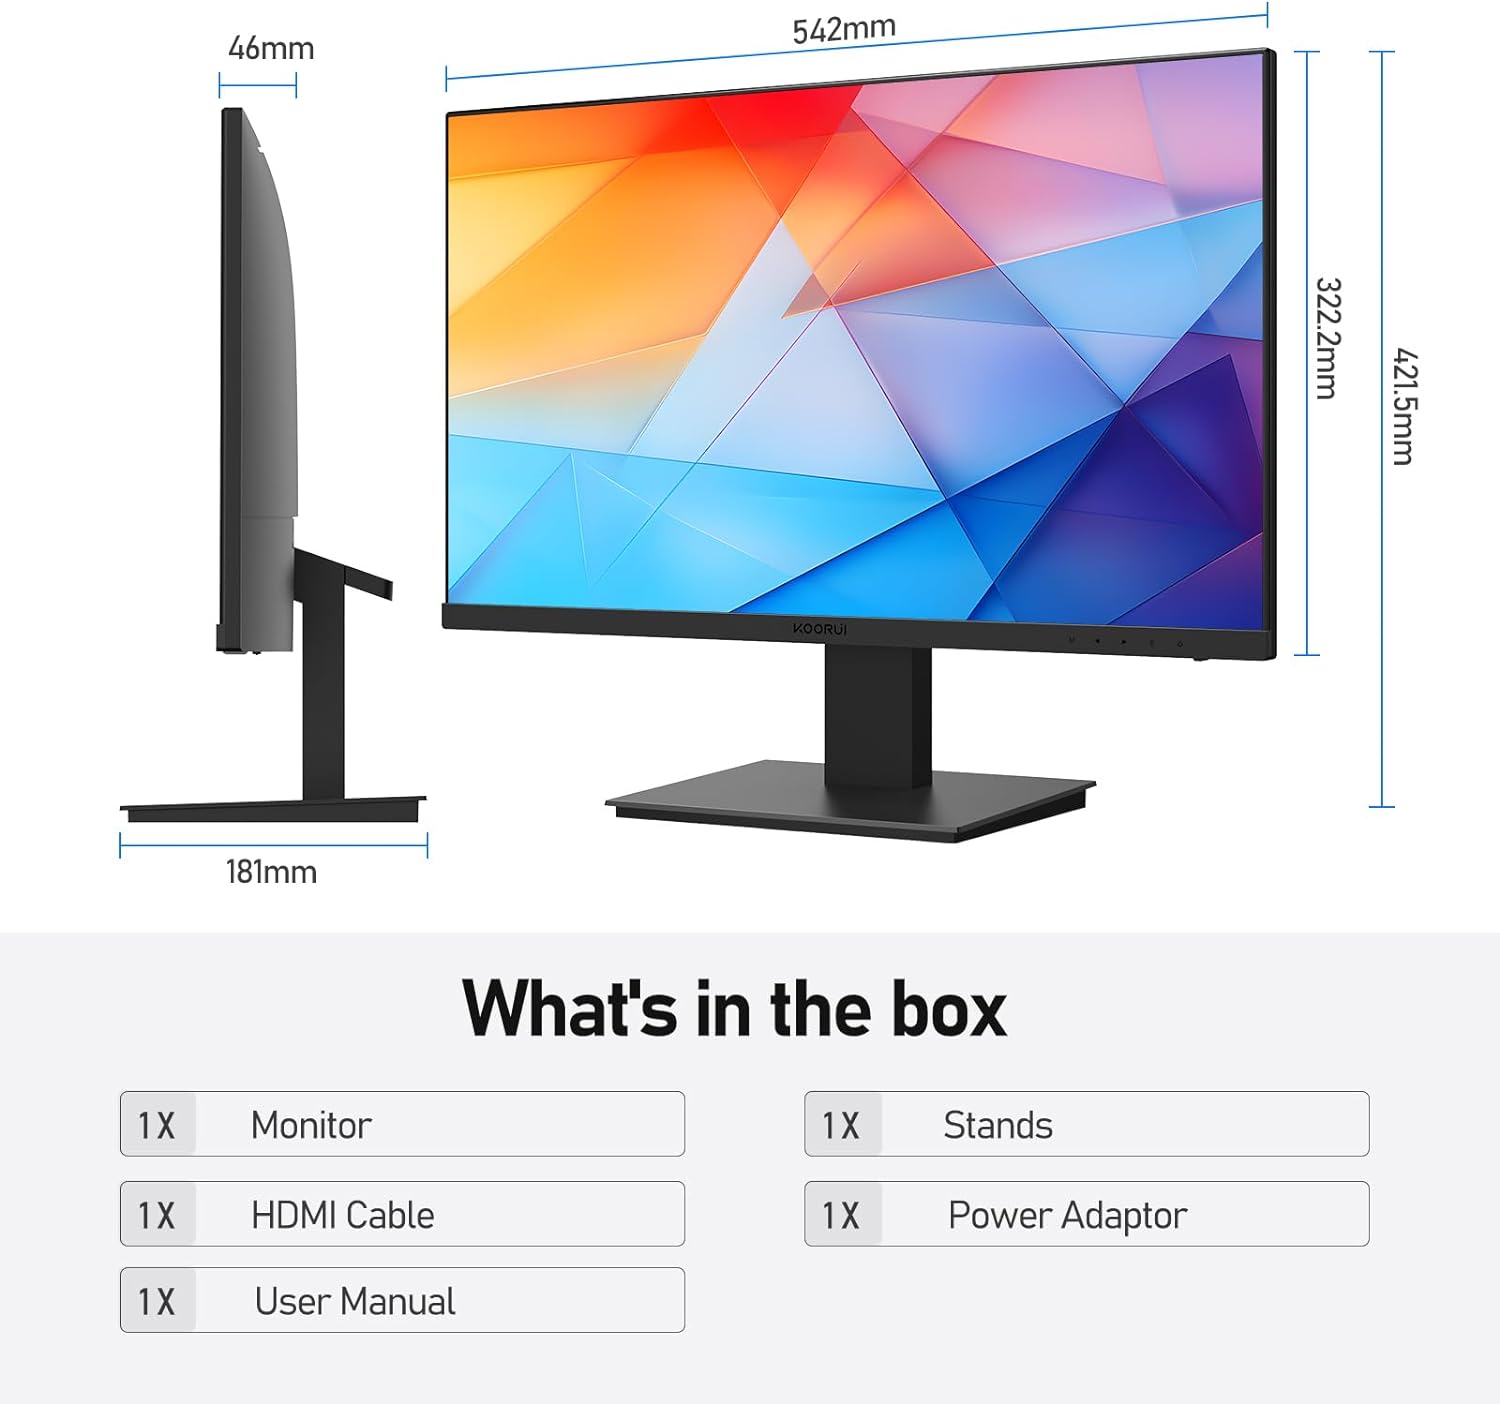 542mm
46mm
322.2mm
421.5mm
KOORUI
181mm
What's in the box
1X Monitor
1X Stands
1X HDMI Cable
1X Power Adaptor
1X User Manual